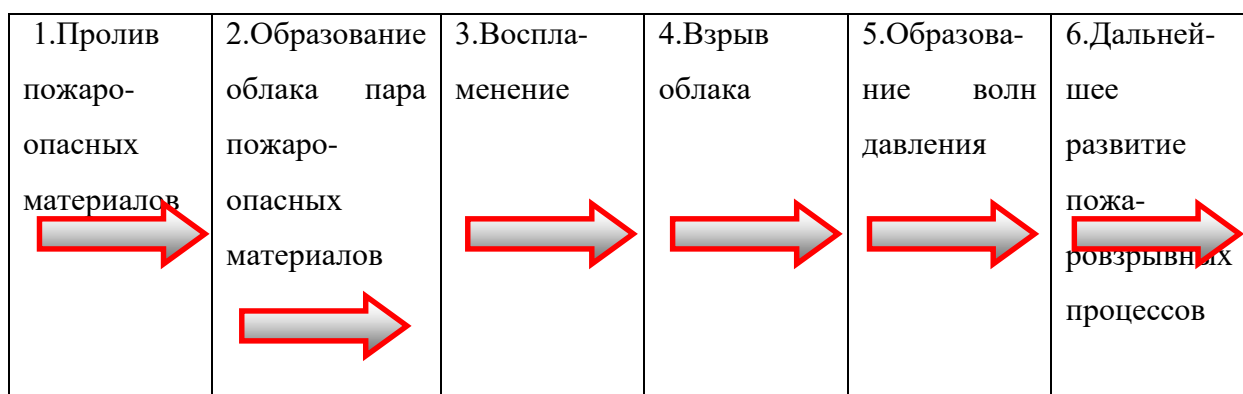 1.Пролив
пожаро-
опасных
материалов
2.Образование
облака пара
пожаро-
опасных
материалов
3.Воспла-
менение
4.Взрыв
облака
5.Образова-
ние волн
давления
6.Дальней-
шее
развитие
пожа-
ровзрывных
процессов